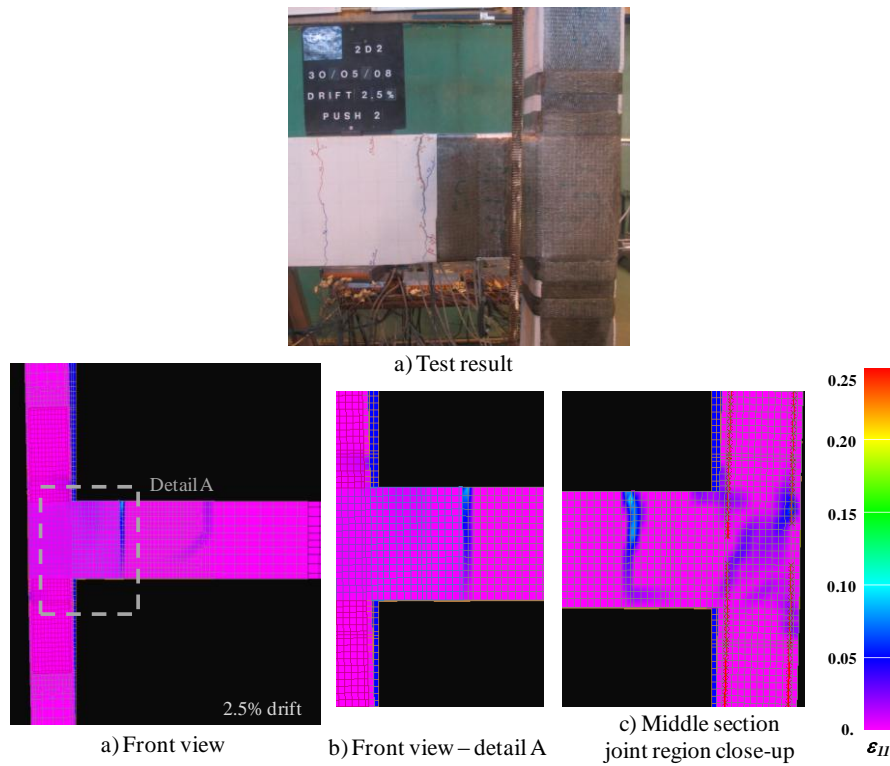 2D2
30/05/08
DRIFT 2.5%
PUSH 2
a) Test result
Detail A
2.5% drift
a) Front view
b) Front view – detail A
c) Middle section
joint region close-up
0.25
0.20
0.15
0.10
0.05
0.
εII